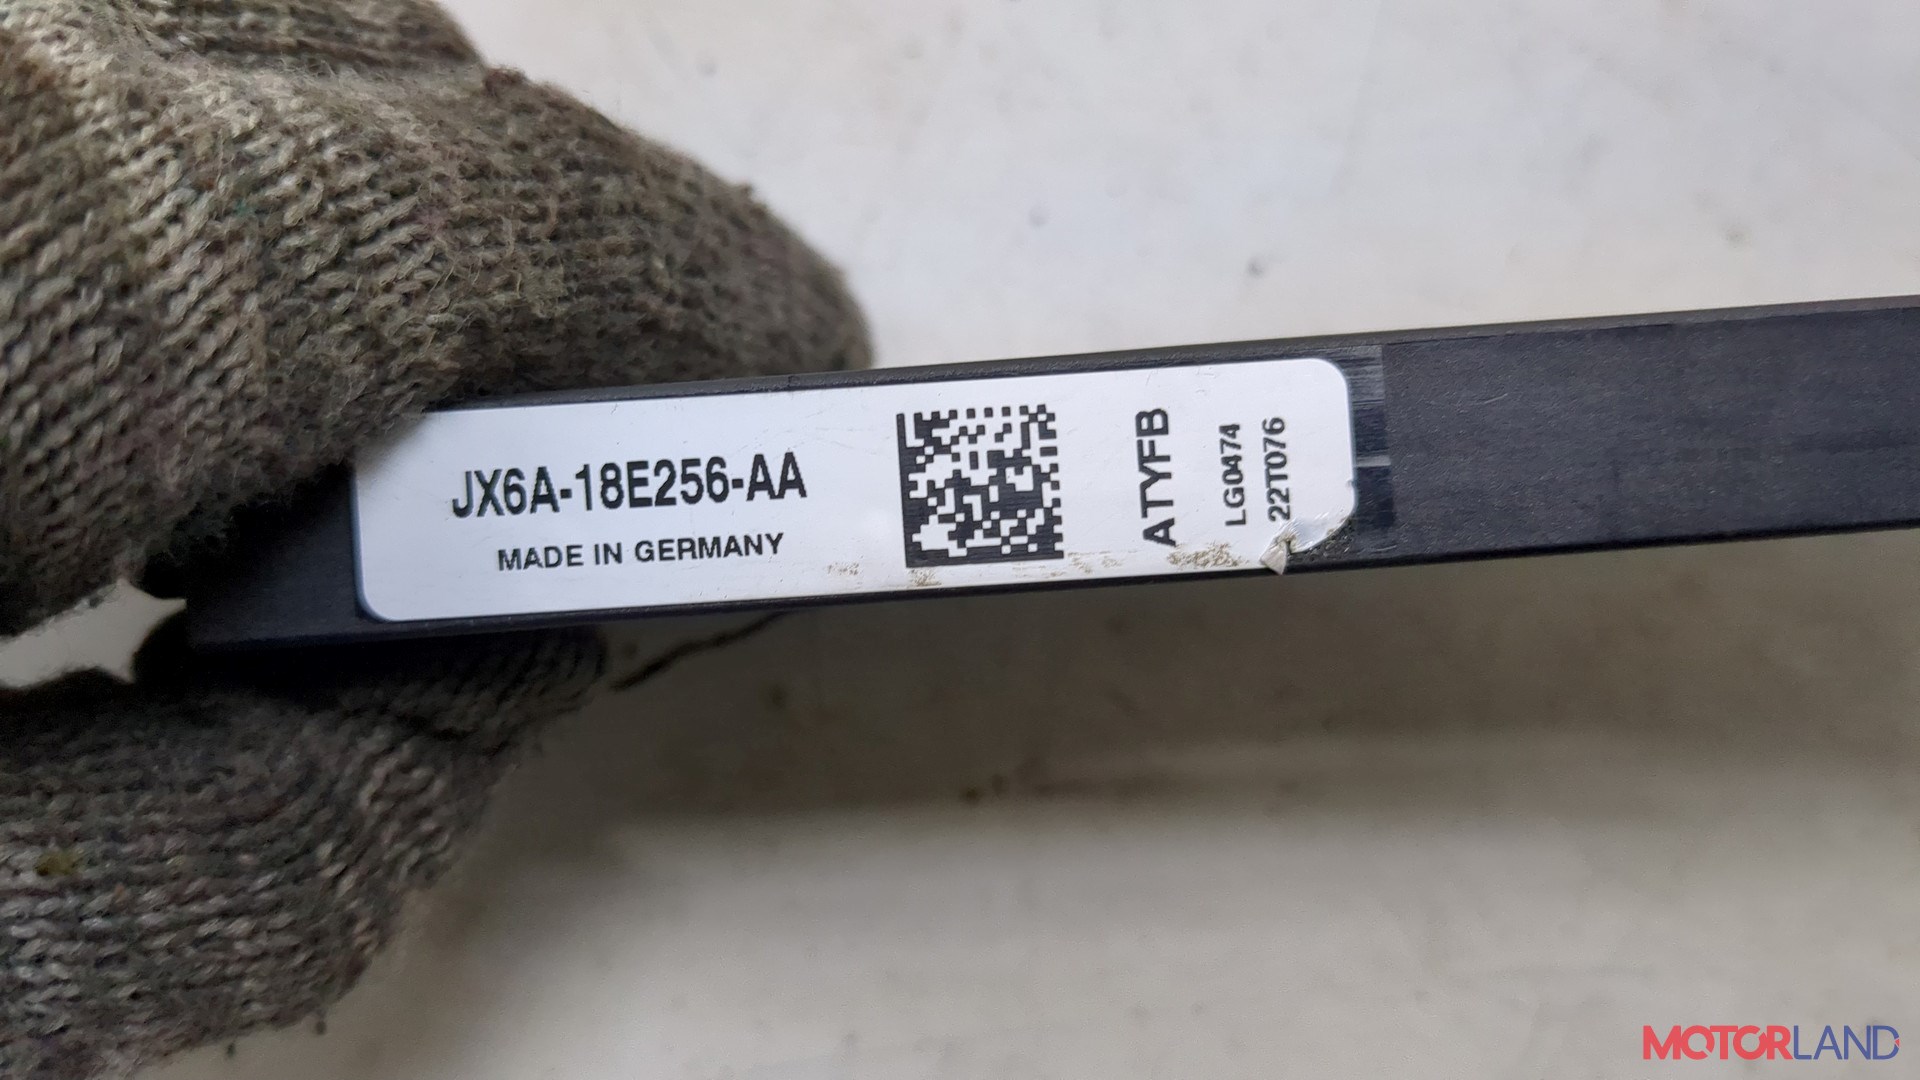 JX6A-18E256-AA
MADE IN GERMANY
ATYFB
LG0474
22T076
MOTORLAND